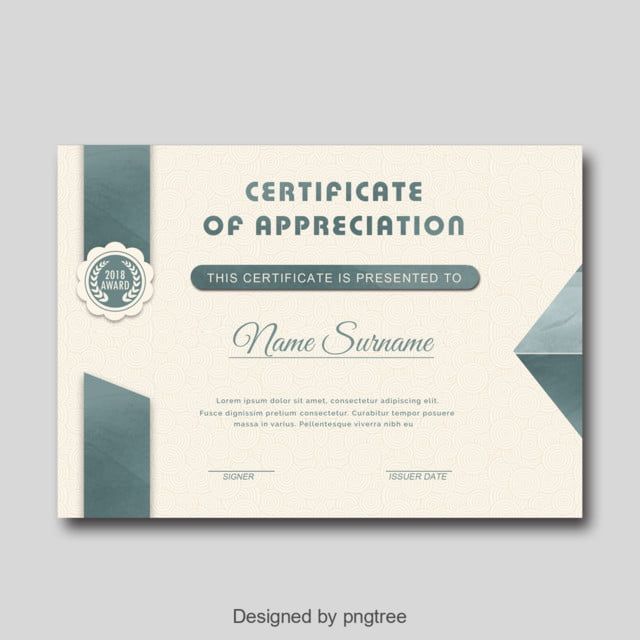 CERTIFICATE
OF APPRECIATION
THIS CERTIFICATE IS PRESENTED TO
2018
AWARD
Name Surname
Lorem ipsum dolor sit amet, consectetur adipiscing elit.
Fusce dignissim pretium consectetur. Curabitur tempor posuere
massa in varius. Pellentesque viverra nibh eu
SIGNER
ISSUER DATE
Designed by pngtree